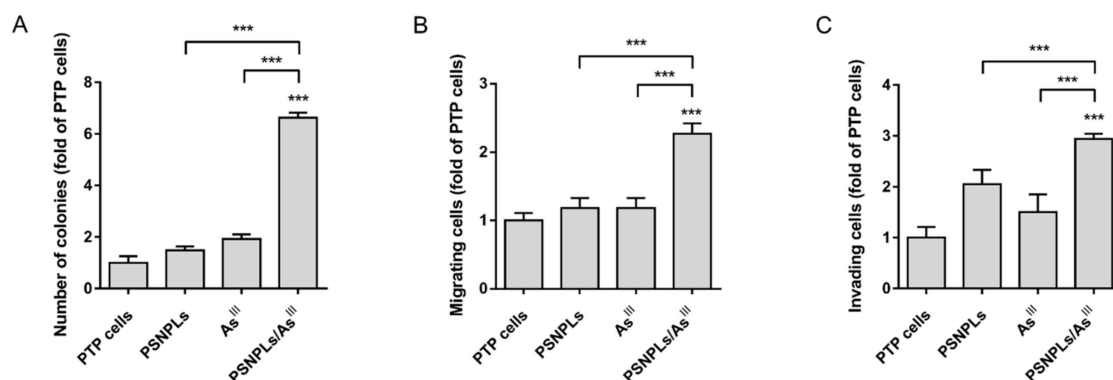 A
Number of colonies (fold of PTP cells)
8
6
4
2
0
***
***
***
PTP cells
PSNPLs
As III
PSNPLs/As III
B
Migrating cells (fold of PTP cells)
3
2
1
0
***
***
***
PTP cells
PSNPLs
As III
PSNPLs/As III
C
Invading cells (fold of PTP cells)
4
3
2
1
0
***
***
***
PTP cells
PSNPLs
As III
PSNPLs/As III